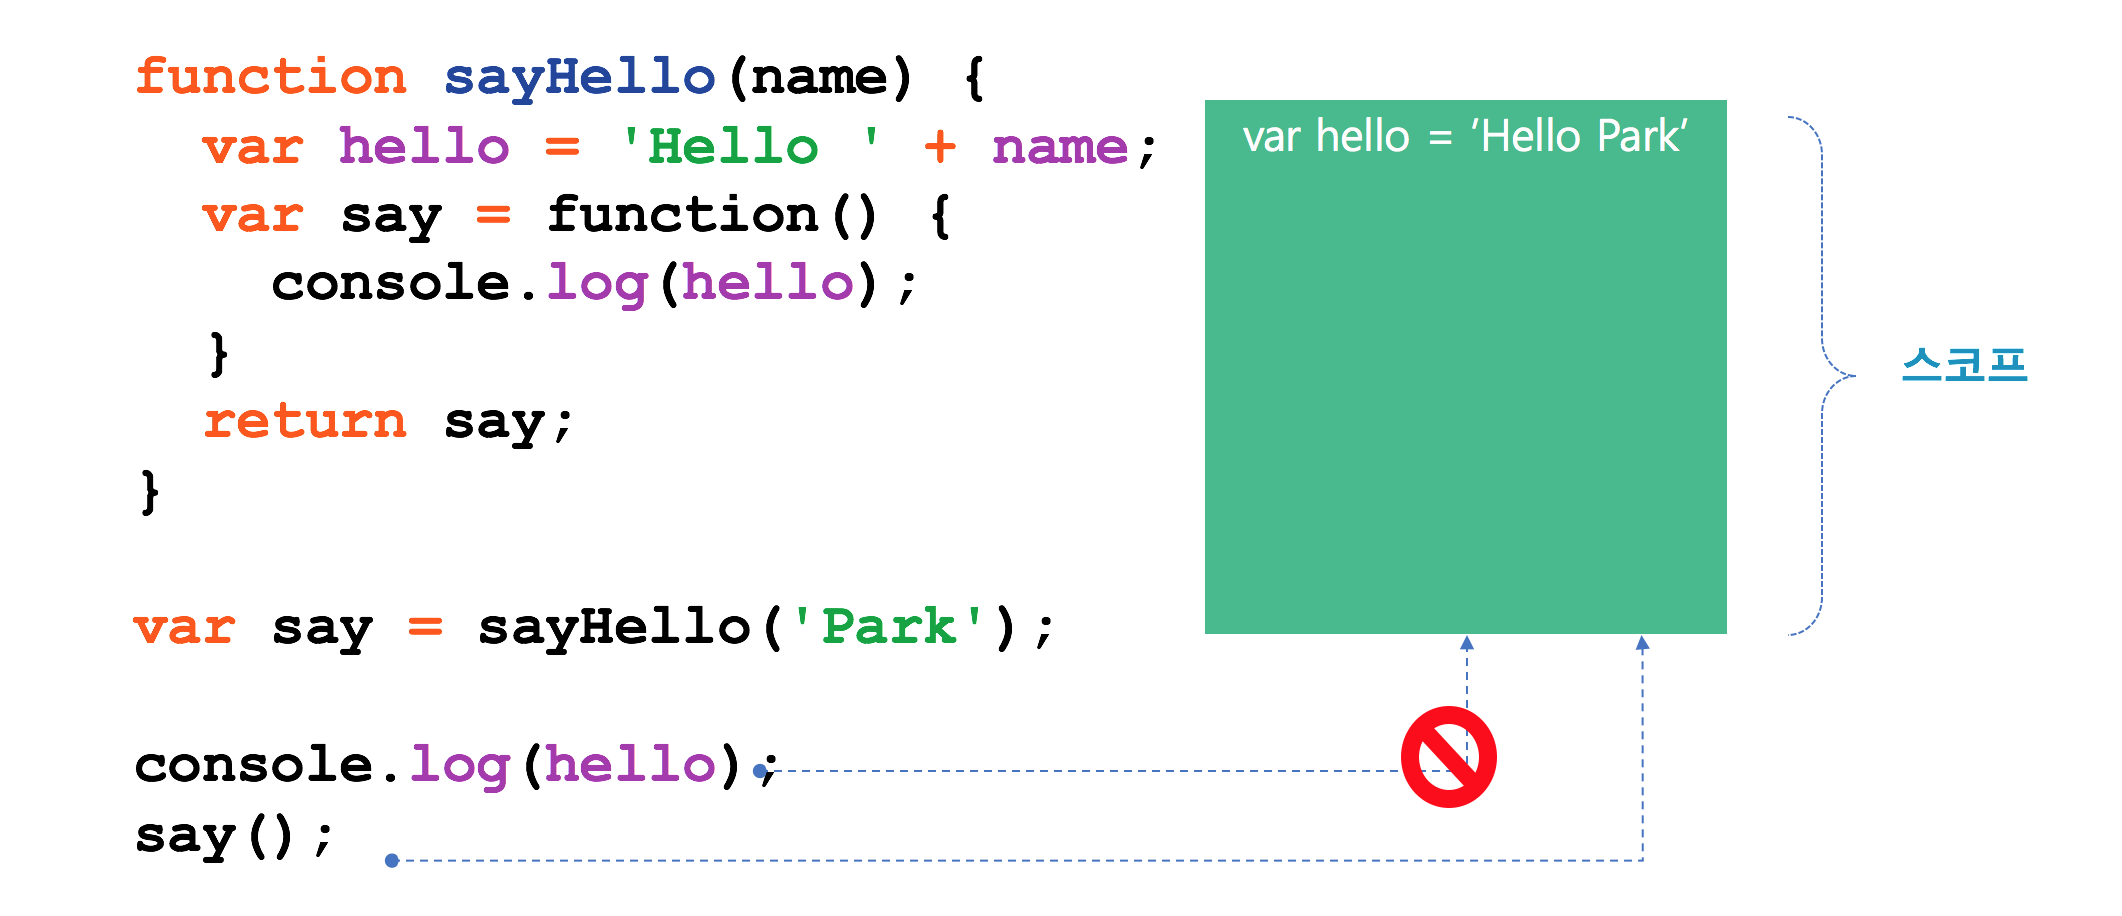 function sayHello(name) {
  var hello = 'Hello ' + name;
  var say = function() {
    console.log(hello);
  }
  return say;
}
var say = sayHello('Park');
console.log(hello);
say();
var hello = ’Hello Park’
스코프